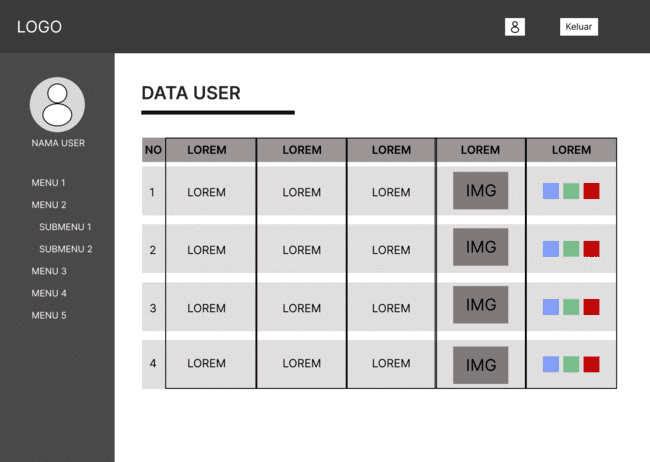 LOGO
Keluar
NAMA USER
MENU 1
MENU 2
SUBMENU 1
SUBMENU 2
MENU 3
MENU 4
MENU 5
DATA USER
NO LOREM LOREM LOREM LOREM LOREM
1 LOREM LOREM LOREM IMG
2 LOREM LOREM LOREM IMG
3 LOREM LOREM LOREM IMG
4 LOREM LOREM LOREM IMG